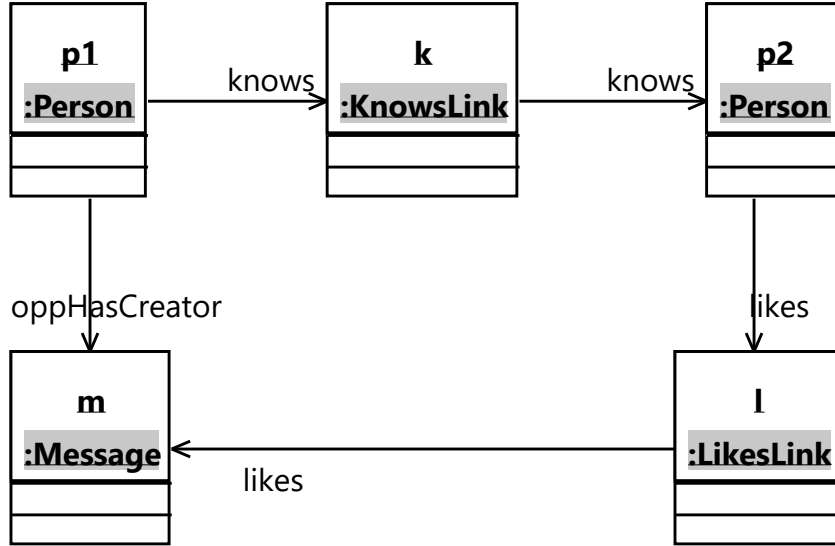 p1
:Person
knows
k
:KnowsLink
knows
p2
:Person
oppHasCreator
likes
m
:Message
likes
l
:LikesLink